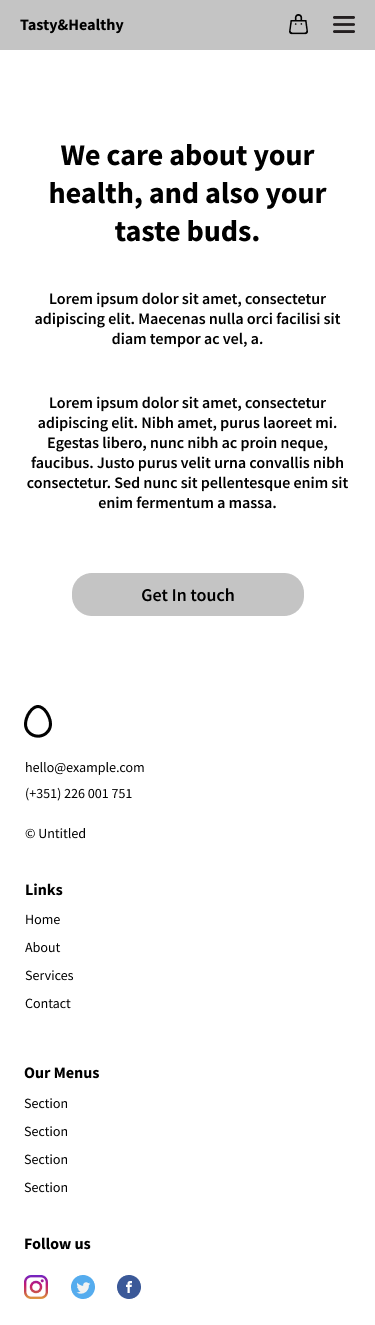 Tasty&Healthy
We care about your
health, and also your
taste buds.
Lorem ipsum dolor sit amet, consectetur
adipiscing elit. Maecenas nulla orci facilisi sit
diam tempor ac vel, a.
Lorem ipsum dolor sit amet, consectetur
adipiscing elit. Nibh amet, purus laoreet mi.
Egestas libero, nunc nibh ac proin neque,
faucibus. Justo purus velit urna convallis nibh
consectetur. Sed nunc sit pellentesque enim sit
enim fermentum a massa.
Get In touch
hello@example.com
(+351) 226 001 751
© Untitled
Links
Home
About
Services
Contact
Our Menus
Section
Section
Section
Section
Follow us